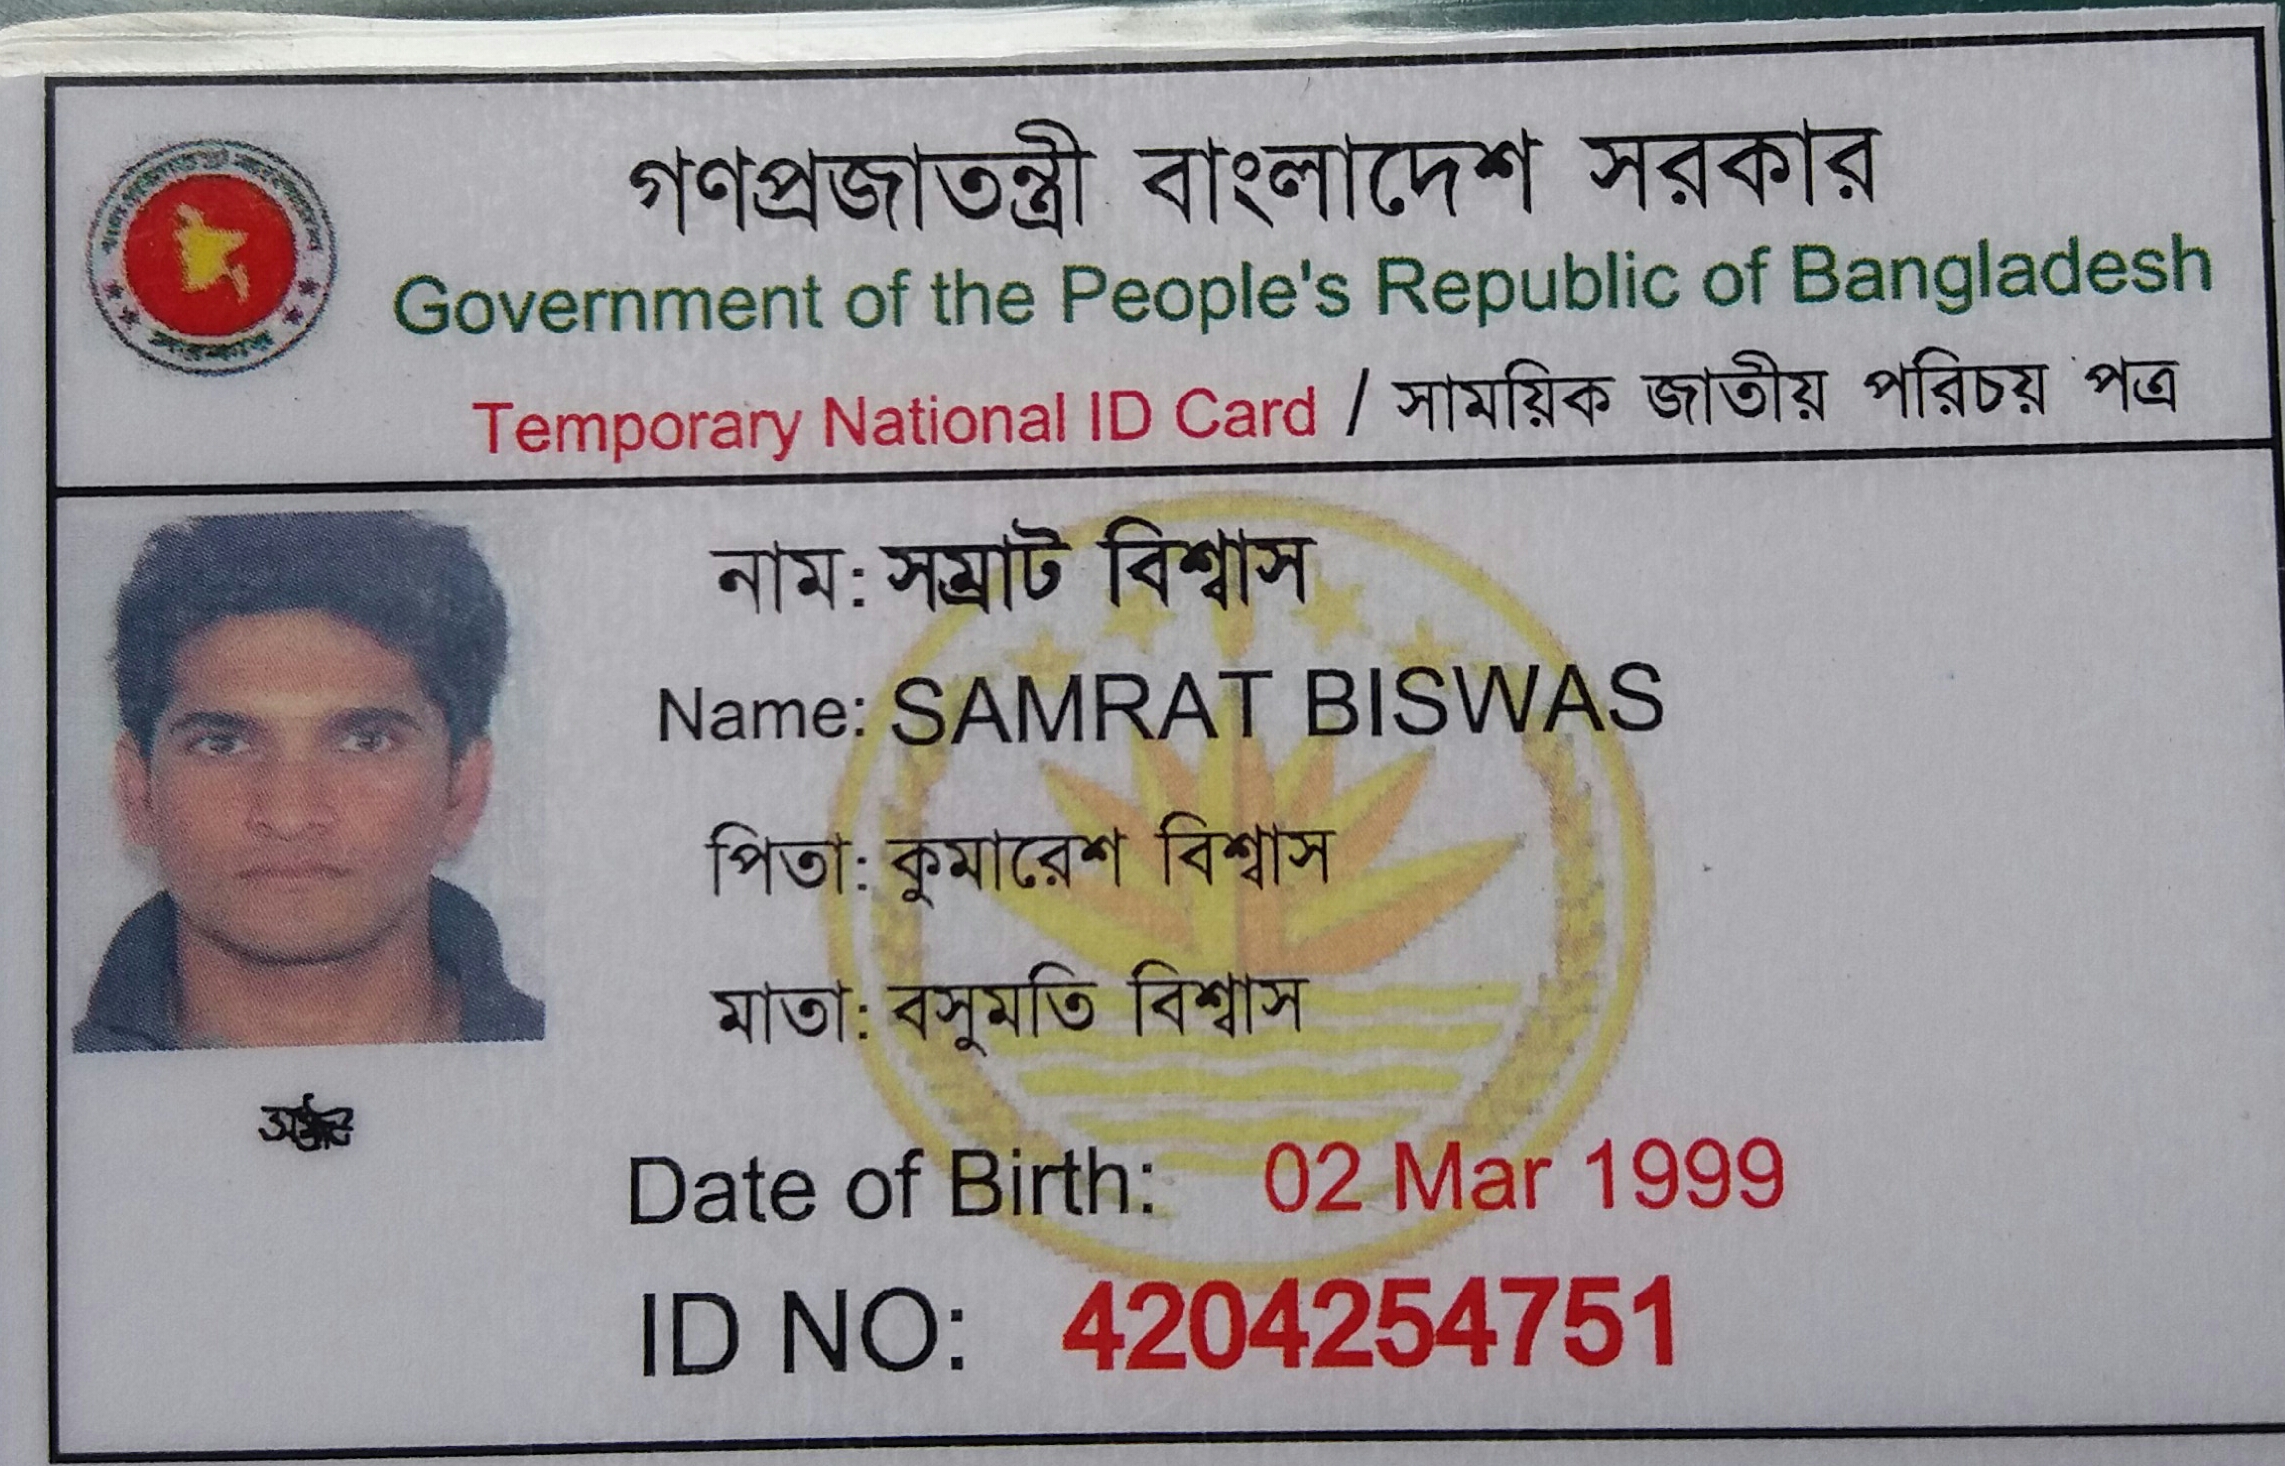 গণপ্রজাতন্ত্রী বাংলাদেশ সরকার
Government of the People's Republic of Bangladesh
Temporary National ID Card / সাময়িক জাতীয় পরিচয় পত্র
নাম: সম্রাট বিশ্বাস
Name: SAMRAT BISWAS
পিতা: কুমারেশ বিশ্বাস
মাতা: বসুমতি বিশ্বাস
Date of Birth: 02 Mar 1999
ID NO: 4204254751